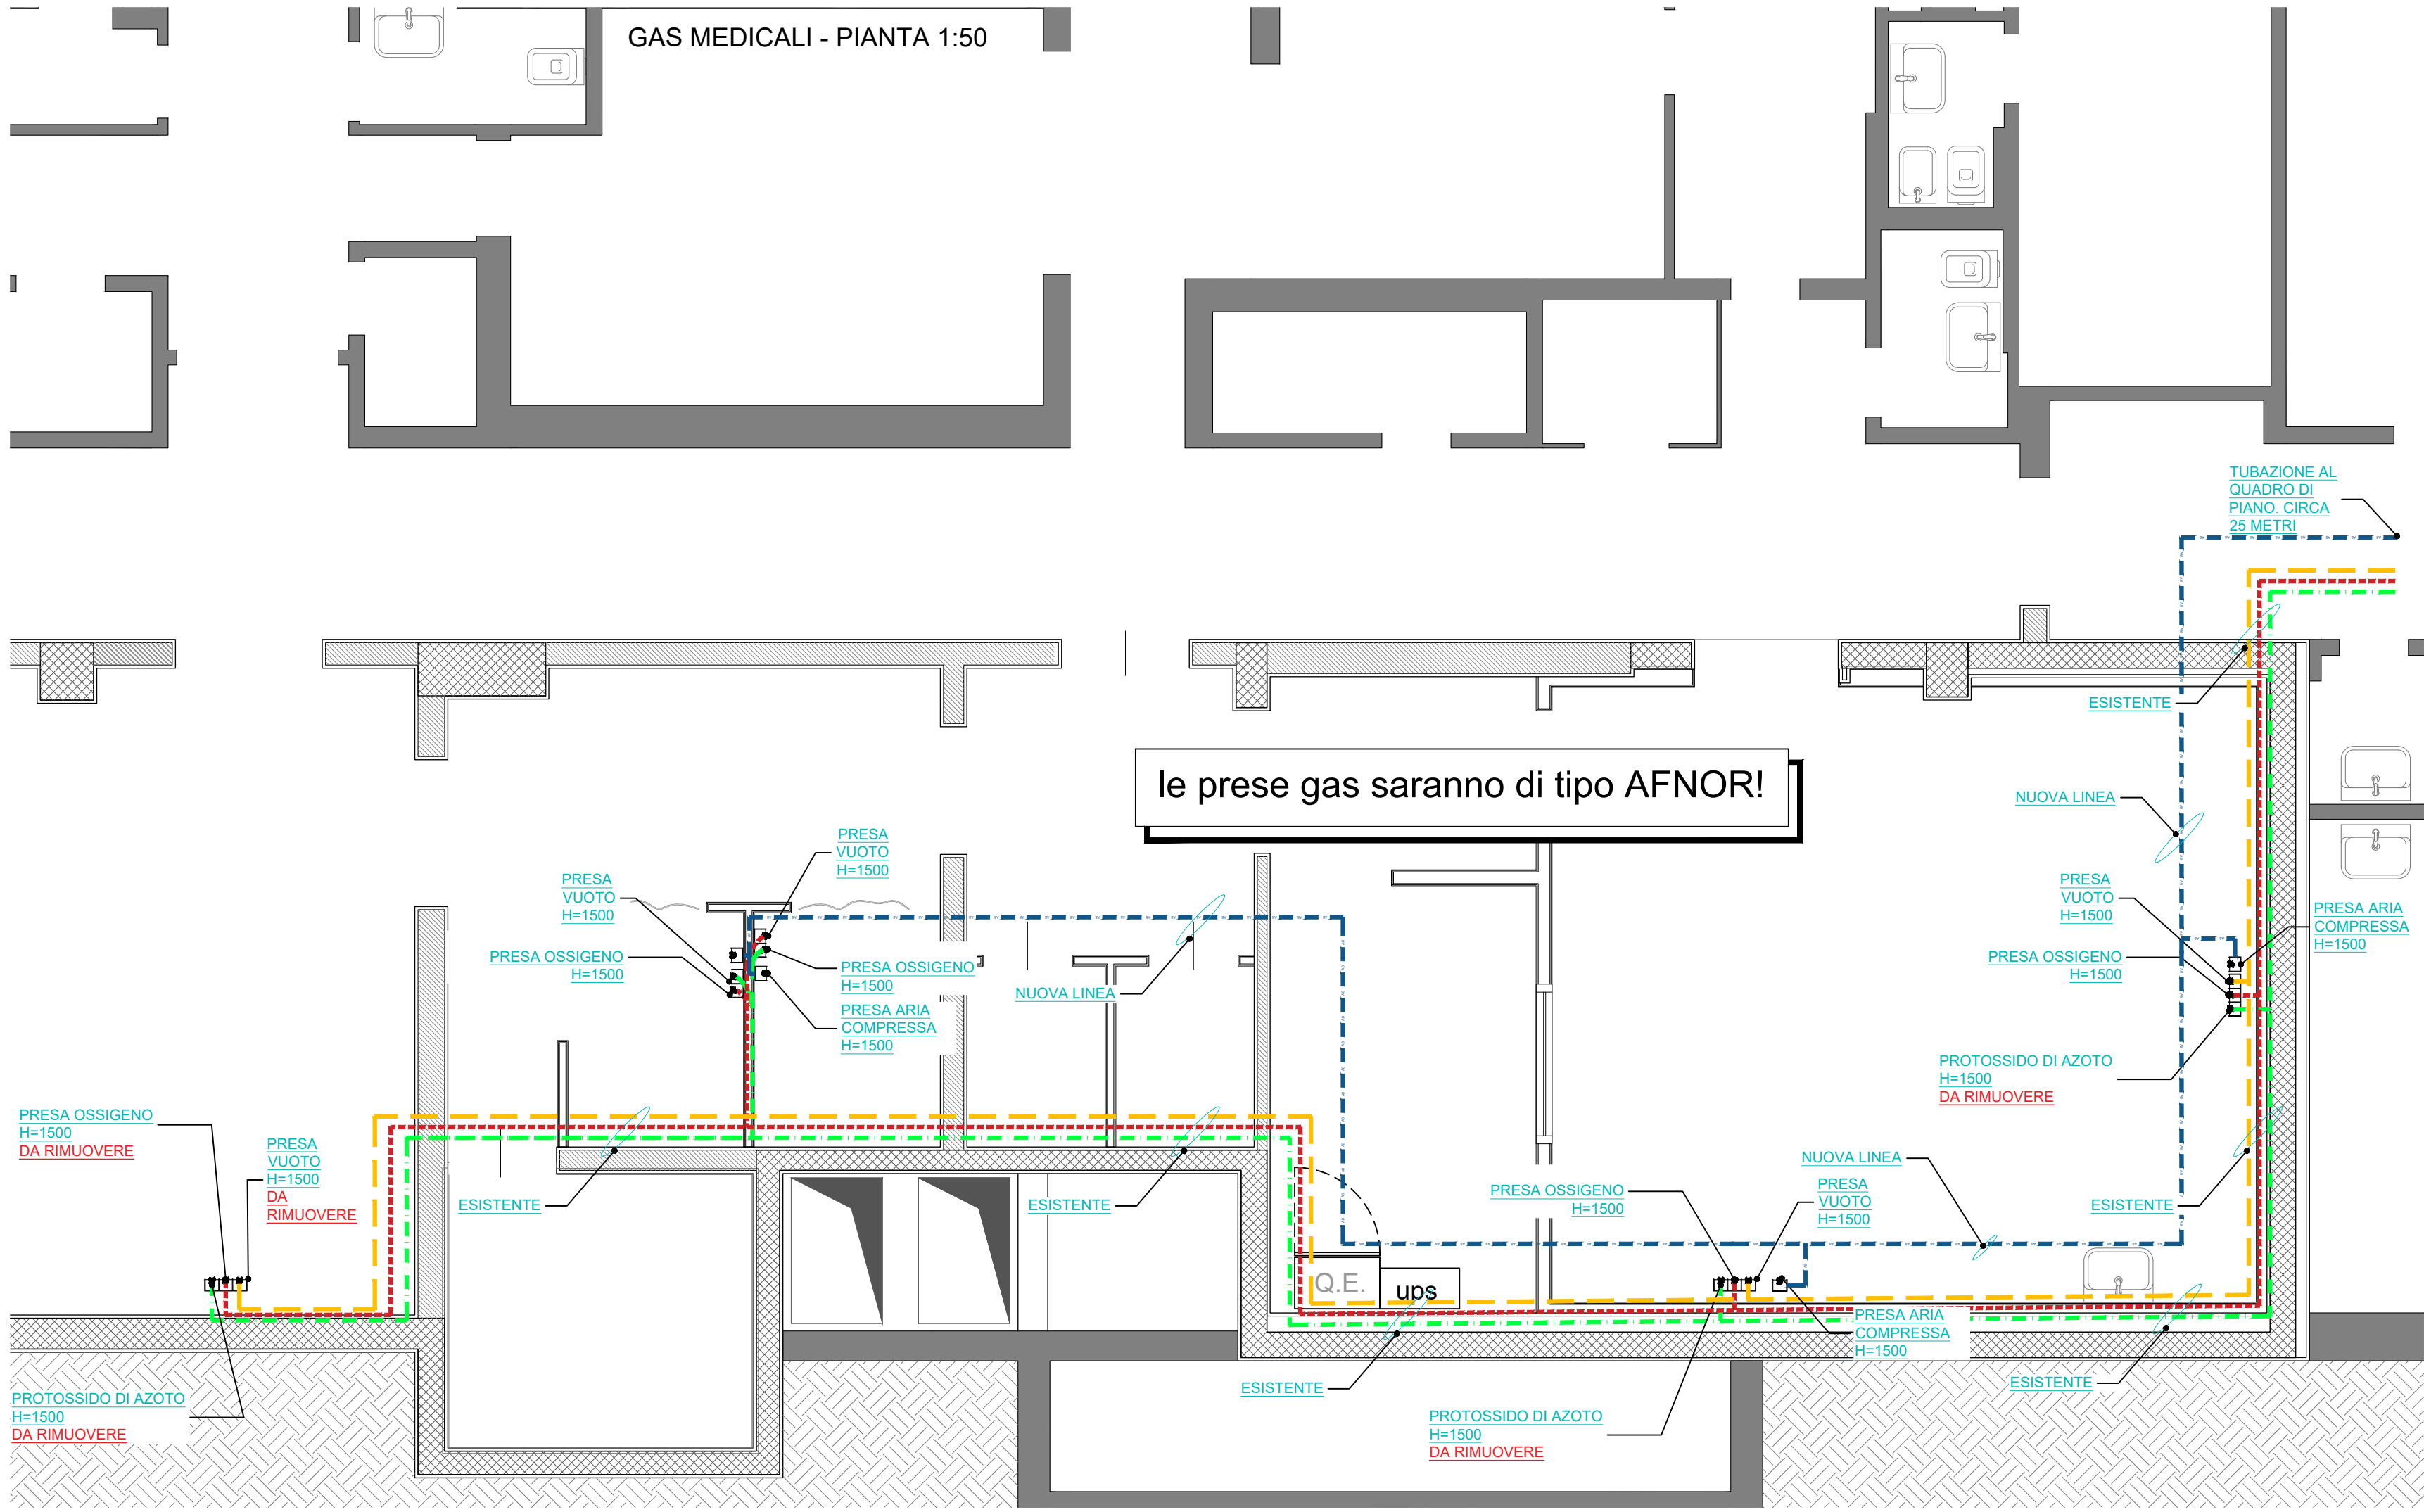 GAS MEDICALI - PIANTA 1:50
TUBAZIONE AL
QUADRO DI
PIANO. CIRCA
25 METRI
ESISTENTE
le prese gas saranno di tipo AFNOR!
NUOVA LINEA
PRESA
VUOTO
H=1500
PRESA
VUOTO
H=1500
PRESA OSSIGENO
H=1500
PRESA OSSIGENO
H=1500
PRESA ARIA
COMPRESSA
H=1500
NUOVA LINEA
PRESA
VUOTO
H=1500
PRESA ARIA
COMPRESSA
H=1500
PRESA OSSIGENO
H=1500
PROTOSSIDO DI AZOTO
H=1500
DA RIMUOVERE
PRESA OSSIGENO
H=1500
DA RIMUOVERE
PRESA
VUOTO
H=1500
DA
RIMUOVERE
ESISTENTE
ESISTENTE
NUOVA LINEA
PRESA OSSIGENO
H=1500
PRESA
VUOTO
H=1500
ESISTENTE
Q.E.
ups
PRESA ARIA
COMPRESSA
H=1500
ESISTENTE
ESISTENTE
PROTOSSIDO DI AZOTO
H=1500
DA RIMUOVERE
PROTOSSIDO DI AZOTO
H=1500
DA RIMUOVERE